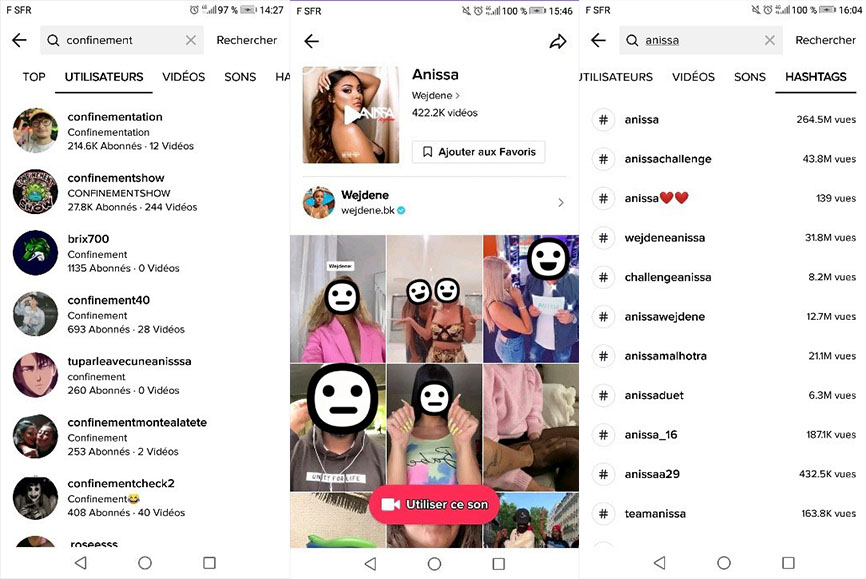 F SFR
97 %
14:27
confinement
Rechercher
TOP
UTILISATEURS
VIDÉOS
SONS
HA
confinementation
Confinementation
214.6K Abonnés · 12 Vidéos
confinementshow
CONFINEMENTSHOW
27.8K Abonnés · 244 Vidéos
brix700
Confinement
1135 Abonnés · 0 Vidéos
confinement40
Confinement
693 Abonnés · 28 Vidéos
tuparleavecuneanisssa
confinement
260 Abonnés · 0 Vidéos
confinementmontealatete
Confinement
253 Abonnés · 2 Vidéos
confinementcheck2
Confinement😂
408 Abonnés · 40 Vidéos
roseesss
F SFR
100 %
15:46
ANISSA
Anissa
Wejdene >
422.2K vidéos
Ajouter aux Favoris
Wejdene
wejdene.bk
Wejdene:
UNITY FOR LIFE
Utiliser ce son
F SFR
100 %
16:04
anissa
Rechercher
UTILISATEURS
VIDÉOS
SONS
HASHTAGS
# anissa 264.5M vues
# anissachallenge 43.8M vues
# anissa❤️❤️ 139 vues
# wejdeneanissa 31.8M vues
# challengeanissa 8.2M vues
# anissawejdene 12.7M vues
# anissamalhotra 21.1M vues
# anissaduet 6.3M vues
# anissa_16 187.1K vues
# anissaa29 432.5K vues
# teamanissa 163.8K vues